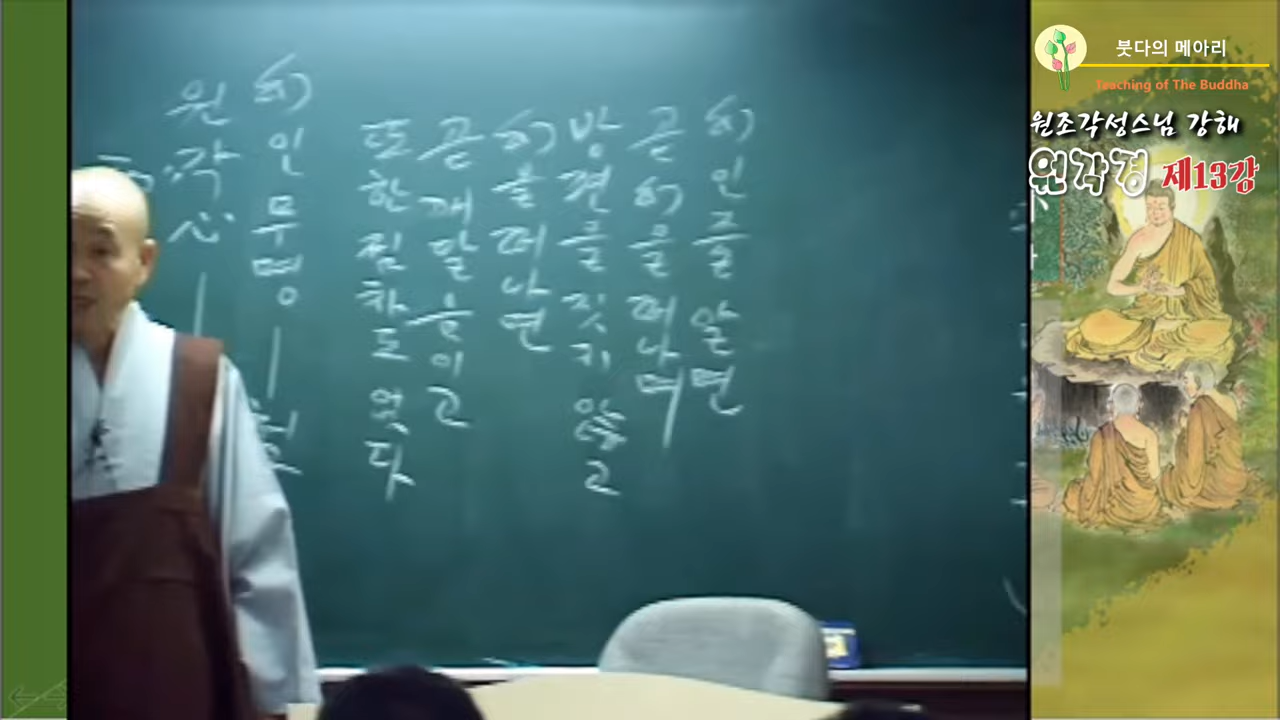 붓다의 메아리
Teaching of The Buddha
원조각성스님 강해
원각경 제13강
幻인줄 알면
곧 幻을 떠나며
방편을 짓지 않고
幻을 떠나면
곧 깨달음이고
또한 점차도 없다
幻인 무명
원각心